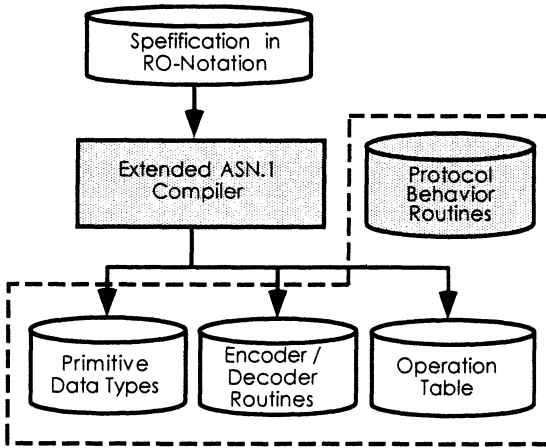 Spefification in
RO-Notation
Extended ASN.1
Compiler
Protocol
Behavior
Routines
Primitive
Data Types
Encoder /
Decoder
Routines
Operation
Table